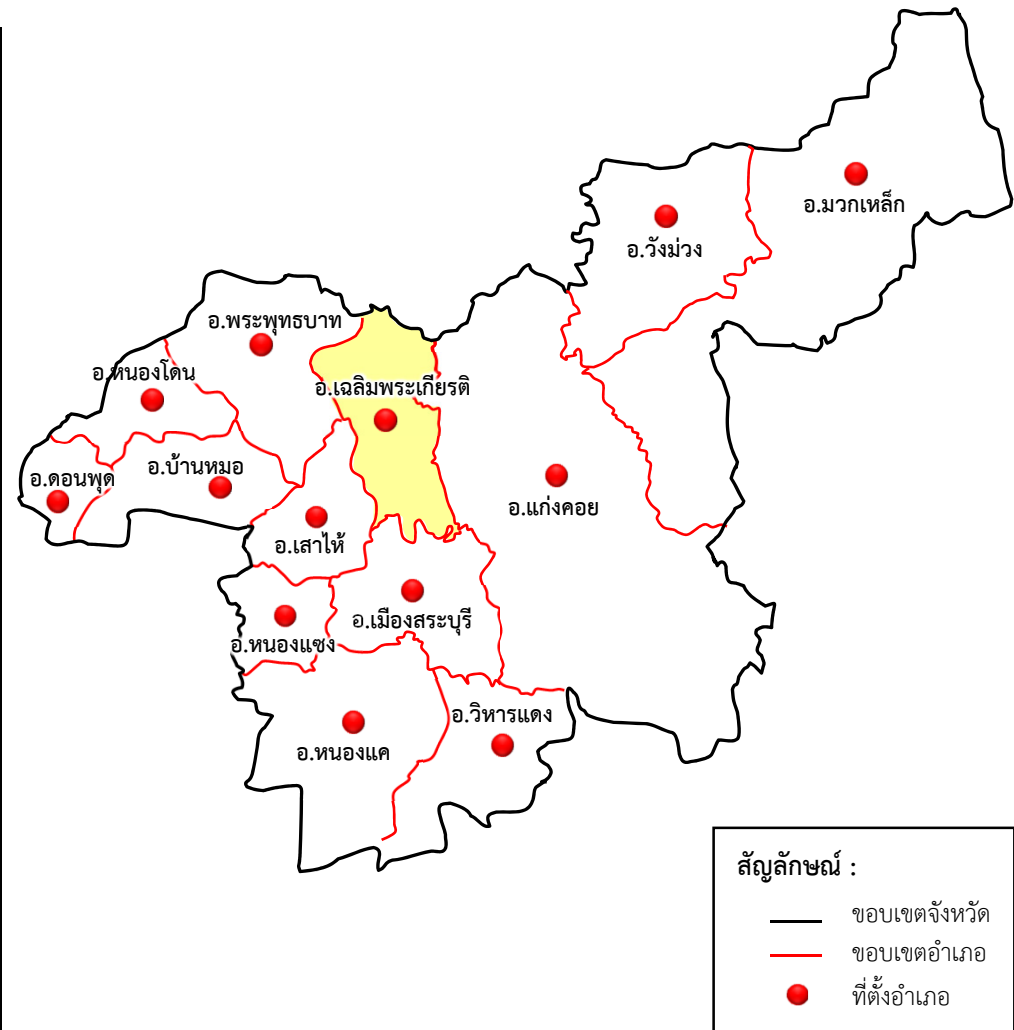 อ.มวกเหล็ก
อ.วังม่วง
อ.พระพุทธบาท
อ.หนองโดน
อ.เฉลิมพระเกียรติ
อ.บ้านหมอ
อ.ดอนพุด
อ.แก่งคอย
อ.เสาไห้
อ.เมืองสระบุรี
อ.หนองแซง
อ.วิหารแดง
อ.หนองแค
สัญลักษณ์ :
ขอบเขตจังหวัด
ขอบเขตอำเภอ
ที่ตั้งอำเภอ